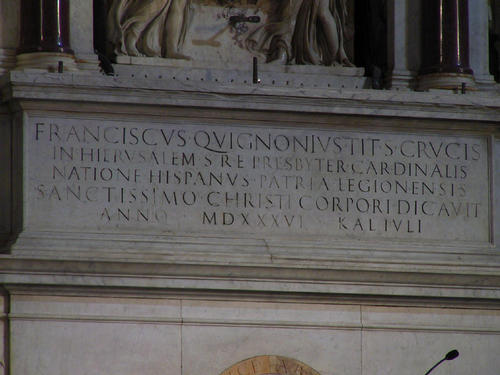 FRANCISCVS·QVIGNONIVS·TIT·S·CRVCIS
IN HIERVSALEM S·R·E·PRESBYTER CARDINALIS
NATIONE HISPANVS·PATRIA LEGIONENSIS
SANCTISSIMO·CHRISTI CORPORI DICAVIT
ANNO MDXXXVI KAL IVLI